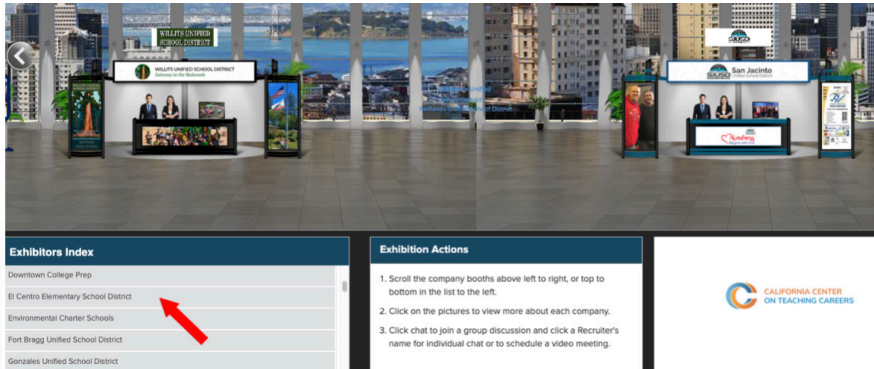 WILLITS UNIFIED
SCHOOL DISTRICT
WILLITS UNIFIED SCHOOL DISTRICT
Gateway to the Redwoods
SJUSD
SJUSD
San Jacinto
Unified School District
Exhibitors Index
Downtown College Prep
El Centro Elementary School District
Environmental Charter Schools
Fort Bragg Unified School District
Gonzales Unified School District
Exhibition Actions
1. Scroll the company booths above left to right, or top to
bottom in the list to the left.
2. Click on the pictures to view more about each company.
3. Click chat to join a group discussion and click a Recruiter's
name for individual chat or to schedule a video meeting.
CALIFORNIA CENTER
ON TEACHING CAREERS